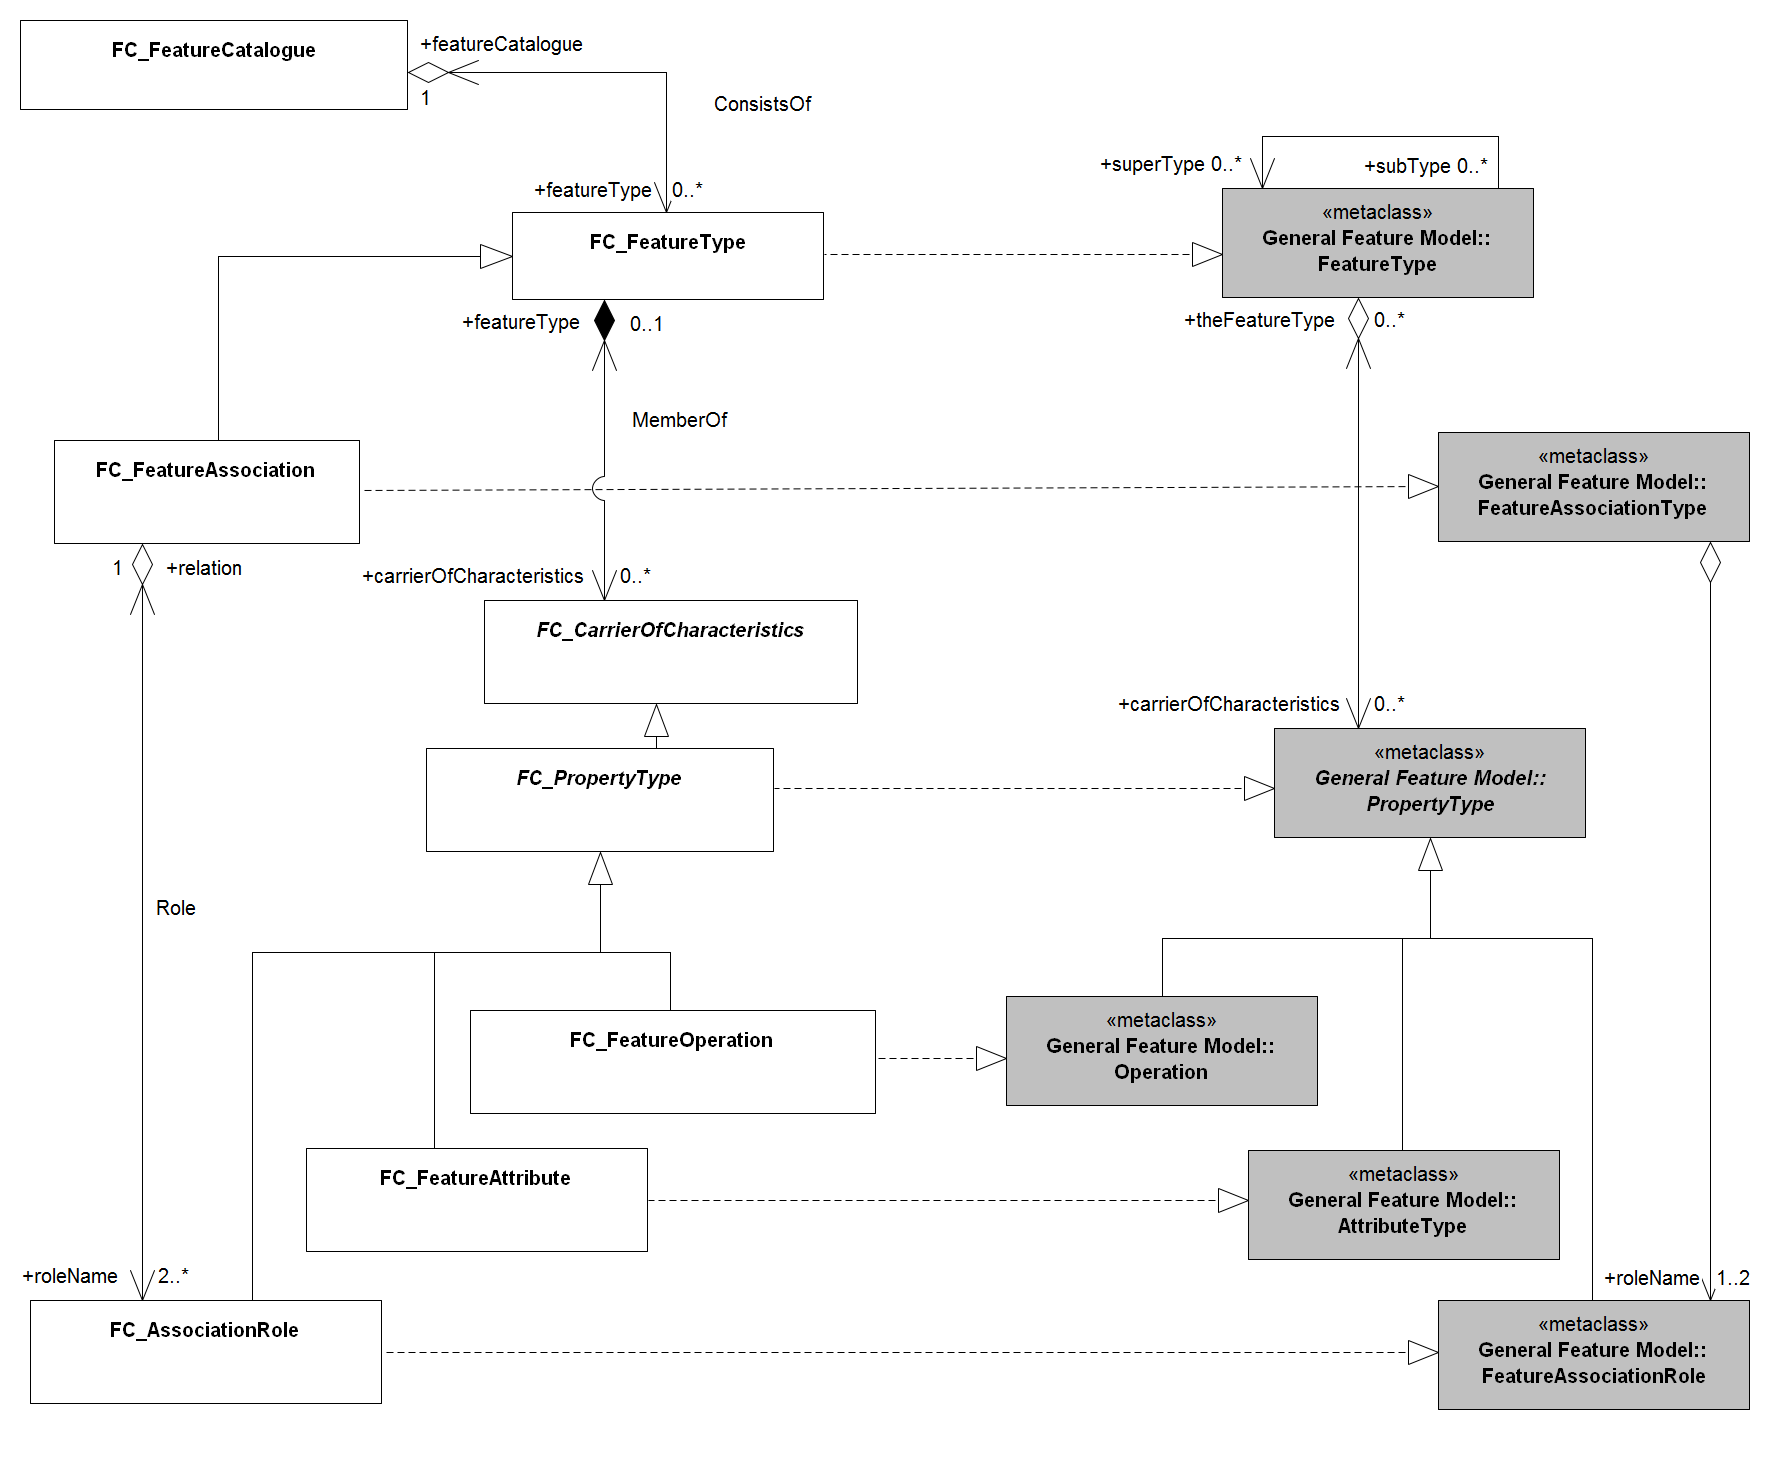 FC_FeatureCatalogue
+featureCatalogue
1
ConsistsOf
+featureType
0..*
+superType 0..*
+subType 0..*
FC_FeatureType
«metaclass»
General Feature Model::
FeatureType
+featureType
0..1
+theFeatureType
0..*
MemberOf
FC_FeatureAssociation
«metaclass»
General Feature Model::
FeatureAssociationType
1
+relation
+carrierOfCharacteristics
0..*
FC_CarrierOfCharacteristics
+carrierOfCharacteristics
0..*
FC_PropertyType
«metaclass»
General Feature Model::
PropertyType
Role
FC_FeatureOperation
«metaclass»
General Feature Model::
Operation
FC_FeatureAttribute
«metaclass»
General Feature Model::
AttributeType
+roleName
2..*
+roleName
1..2
FC_AssociationRole
«metaclass»
General Feature Model::
FeatureAssociationRole